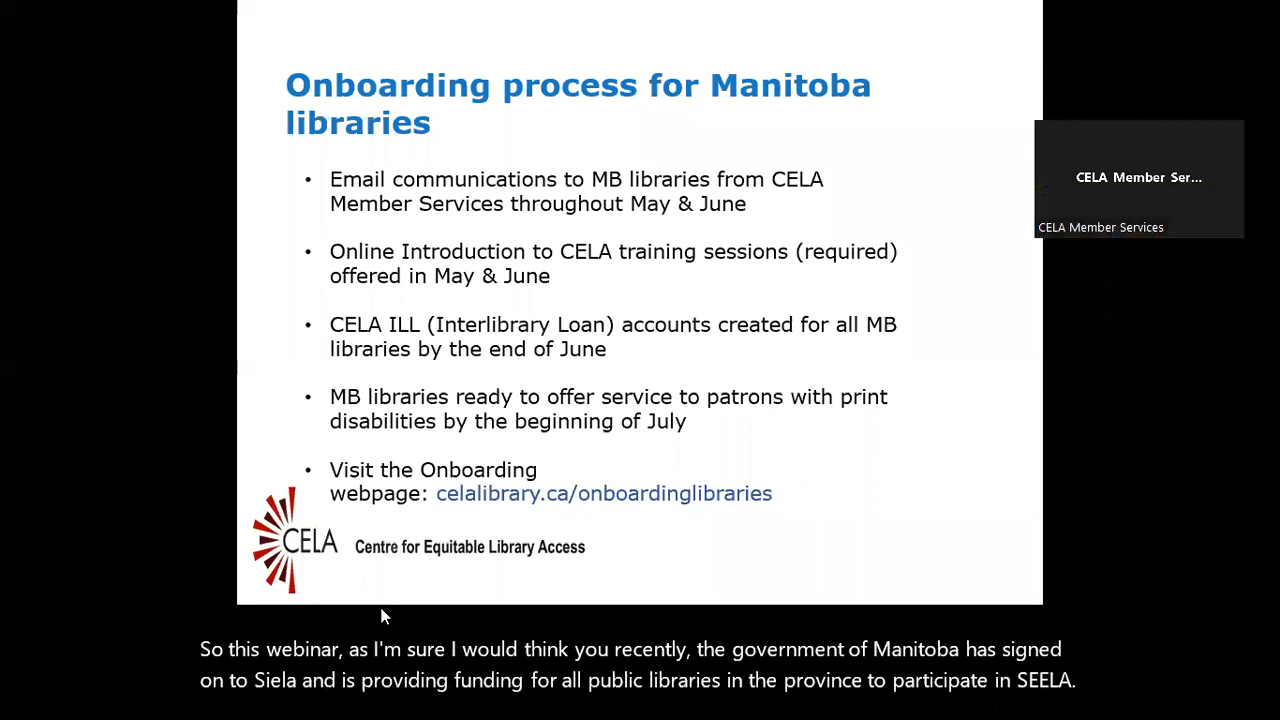 Onboarding process for Manitoba
libraries
• Email communications to MB libraries from CELA
Member Services throughout May & June
• Online Introduction to CELA training sessions (required)
offered in May & June
• CELA ILL (Interlibrary Loan) accounts created for all MB
libraries by the end of June
• MB libraries ready to offer service to patrons with print
disabilities by the beginning of July
• Visit the Onboarding
webpage: celalibrary.ca/onboardinglibraries
CELA Centre for Equitable Library Access
CELA Member Ser...
CELA Member Services
So this webinar, as I'm sure I would think you recently, the government of Manitoba has signed
on to Siela and is providing funding for all public libraries in the province to participate in SEELA.